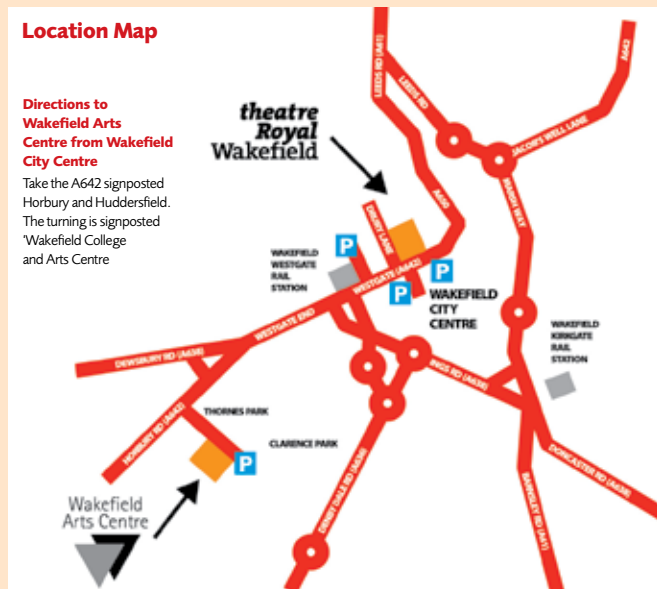 Location Map
Directions to
Wakefield Arts
Centre from Wakefield
City Centre
Take the A642 signposted
Horbury and Huddersfield.
The turning is signposted
'Wakefield College
and Arts Centre
theatre
Royal
Wakefield
LEEDS RD (A61)
LEEDS RD
A642
JACOB'S WELL LANE
MARSH WAY
A650
DRURY LANE
P
WAKEFIELD
WESTGATE
RAIL
STATION
WESTGATE (A642)
P
P
WAKEFIELD
CITY
CENTRE
WESTGATE END
WAKEFIELD
KIRKGATE
RAIL
STATION
DEWSBURY RD (A638)
INGS RD (A638)
THORNES PARK
HORBURY RD (A642)
CLARENCE PARK
P
DENBY DALE RD (A636)
DONCASTER RD (A638)
BARNSLEY RD (A61)
Wakefield
Arts Centre